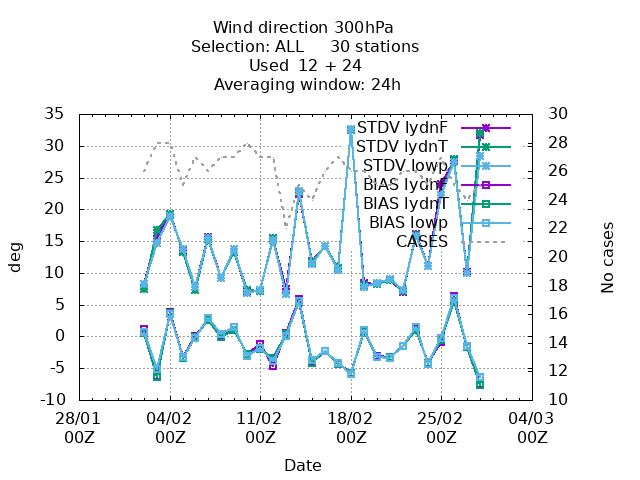 Wind direction 300hPa
Selection: ALL     30 stations
Used  12 + 24
Averaging window: 24h
35
30
25
20
15
10
5
0
-5
-10
deg
30
28
26
24
22
20
18
16
14
12
10
No cases
STDV lydnF
STDV lydnT
STDV lowp
BIAS lydnF
BIAS lydnT
BIAS lowp
CASES
28/01 04/02 11/02 18/02 25/02 04/03
00Z 00Z 00Z 00Z 00Z 00Z
Date